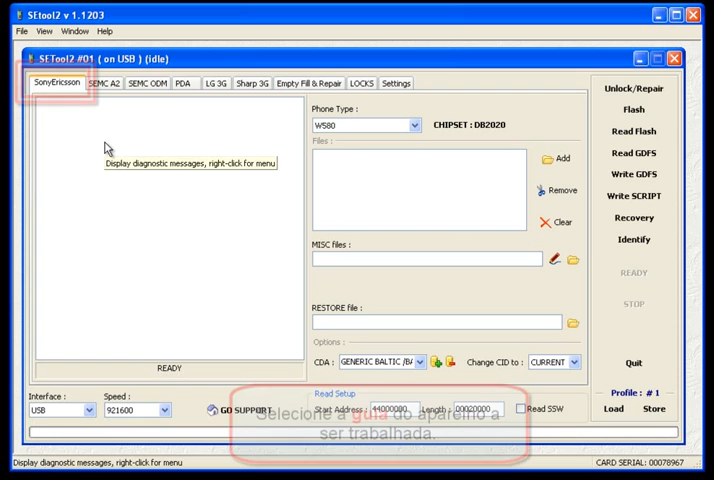 SEtool2 v 1.1203
File View Window Help
SETool2 #01 ( on USB ) (idle)
SonyEricsson SEMC A2 SEMC ODM PDA LG 3G Sharp 3G Empty Fill & Repair LOCKS Settings
Display diagnostic messages, right-click for menu
READY
Phone Type :
W580 CHIPSET : DB2020
Files :
Add
Remove
Clear
MISC files :
RESTORE file :
Options :
CDA : GENERIC BALTIC /BA Change CID to : CURRENT
Unlock/Repair
Flash
Read Flash
Read GDFS
Write GDFS
Write SCRIPT
Recovery
Identify
READY
STOP
Quit
Profile : # 1
Load Store
Interface : Speed :
USB 921600 GO SUPPORT
Read Setup
Start Address : 44000000 Length : 00020000 Read SSW
Selecione a guia do aparelho a
ser trabalhada.
Display diagnostic messages, right-click for menu CARD SERIAL: 00078967